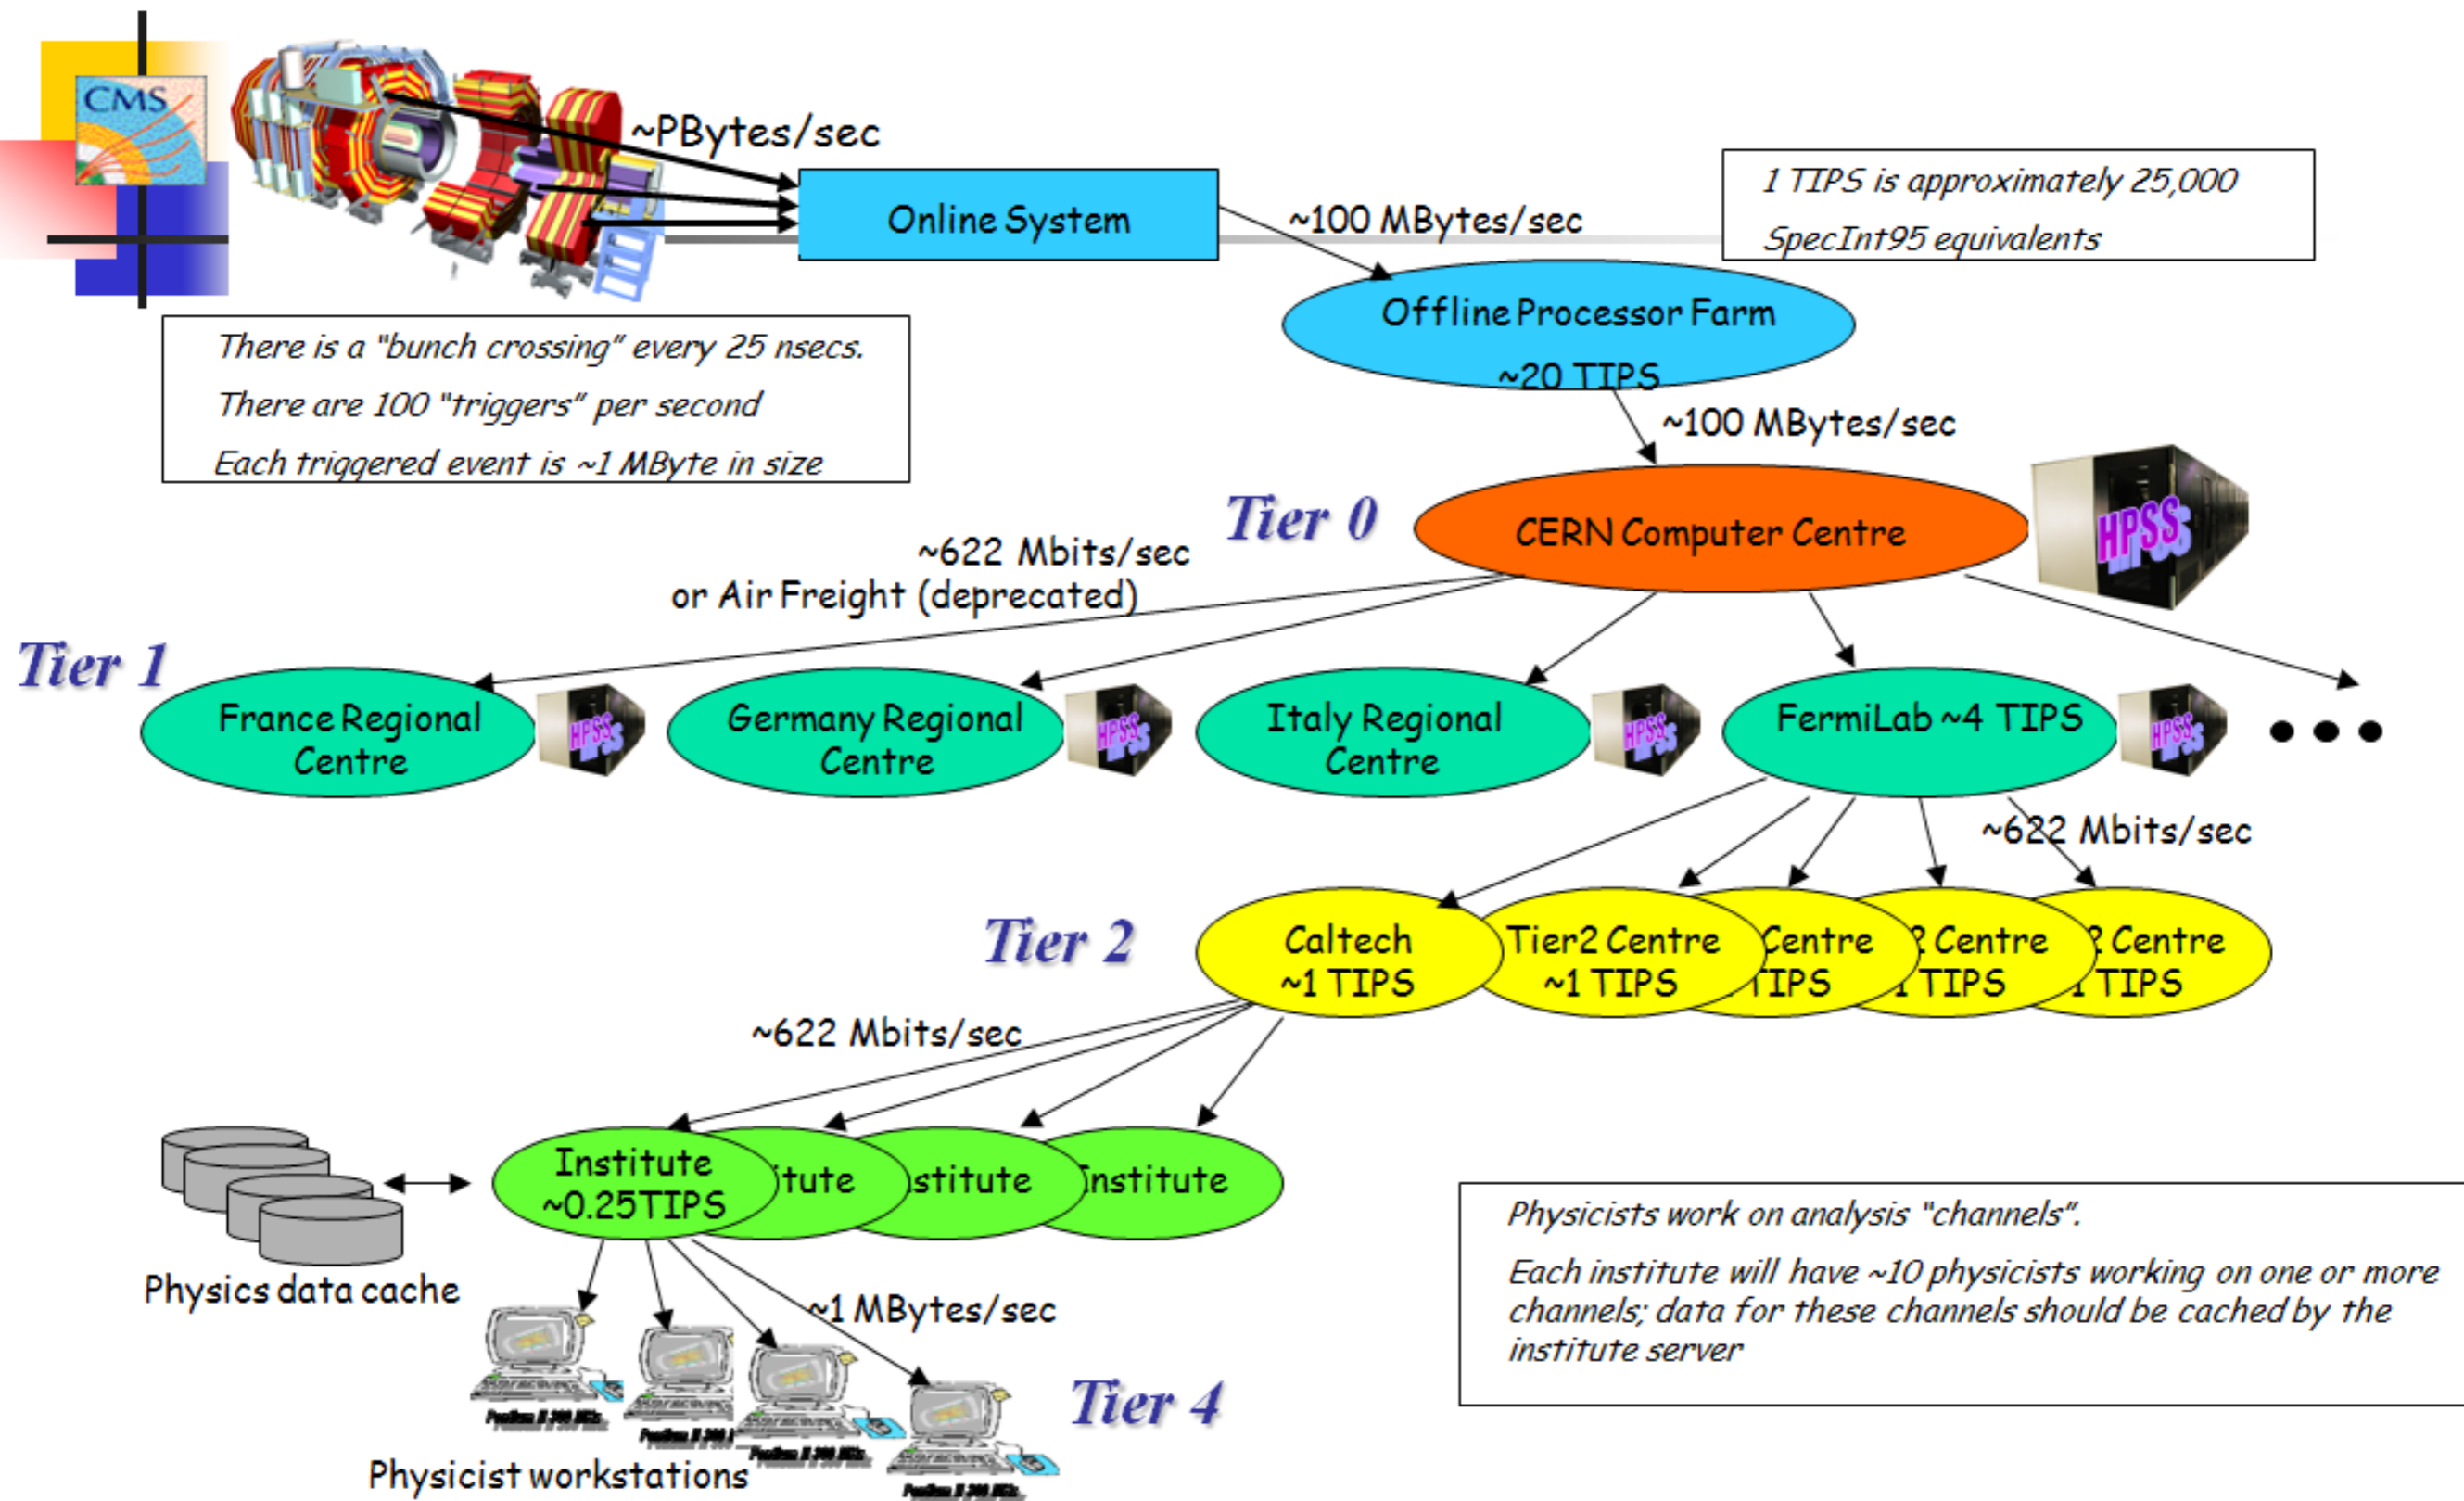 CMS
~PBytes/sec
Online System
~100 MBytes/sec
1 TIPS is approximately 25,000
SpecInt95 equivalents
Offline Processor Farm
~20 TIPS
There is a "bunch crossing" every 25 nsecs.
There are 100 "triggers" per second
Each triggered event is ~1 MByte in size
~100 MBytes/sec
Tier 0
CERN Computer Centre
HPSS
~622 Mbits/sec
or Air Freight (deprecated)
Tier 1
France Regional
Centre
HPSS
Germany Regional
Centre
HPSS
Italy Regional
Centre
HPSS
FermiLab ~4 TIPS
HPSS
~622 Mbits/sec
Tier 2
Caltech
~1 TIPS
Tier2 Centre
~1 TIPS
Centre
TIPS
2 Centre
TIPS
2 Centre
TIPS
~622 Mbits/sec
Institute
~0.25TIPS
tute
stitute
Institute
Physics data cache
~1 MBytes/sec
Physicists work on analysis "channels".
Each institute will have ~10 physicists working on one or more
channels; data for these channels should be cached by the
institute server
Tier 4
Physicist workstations